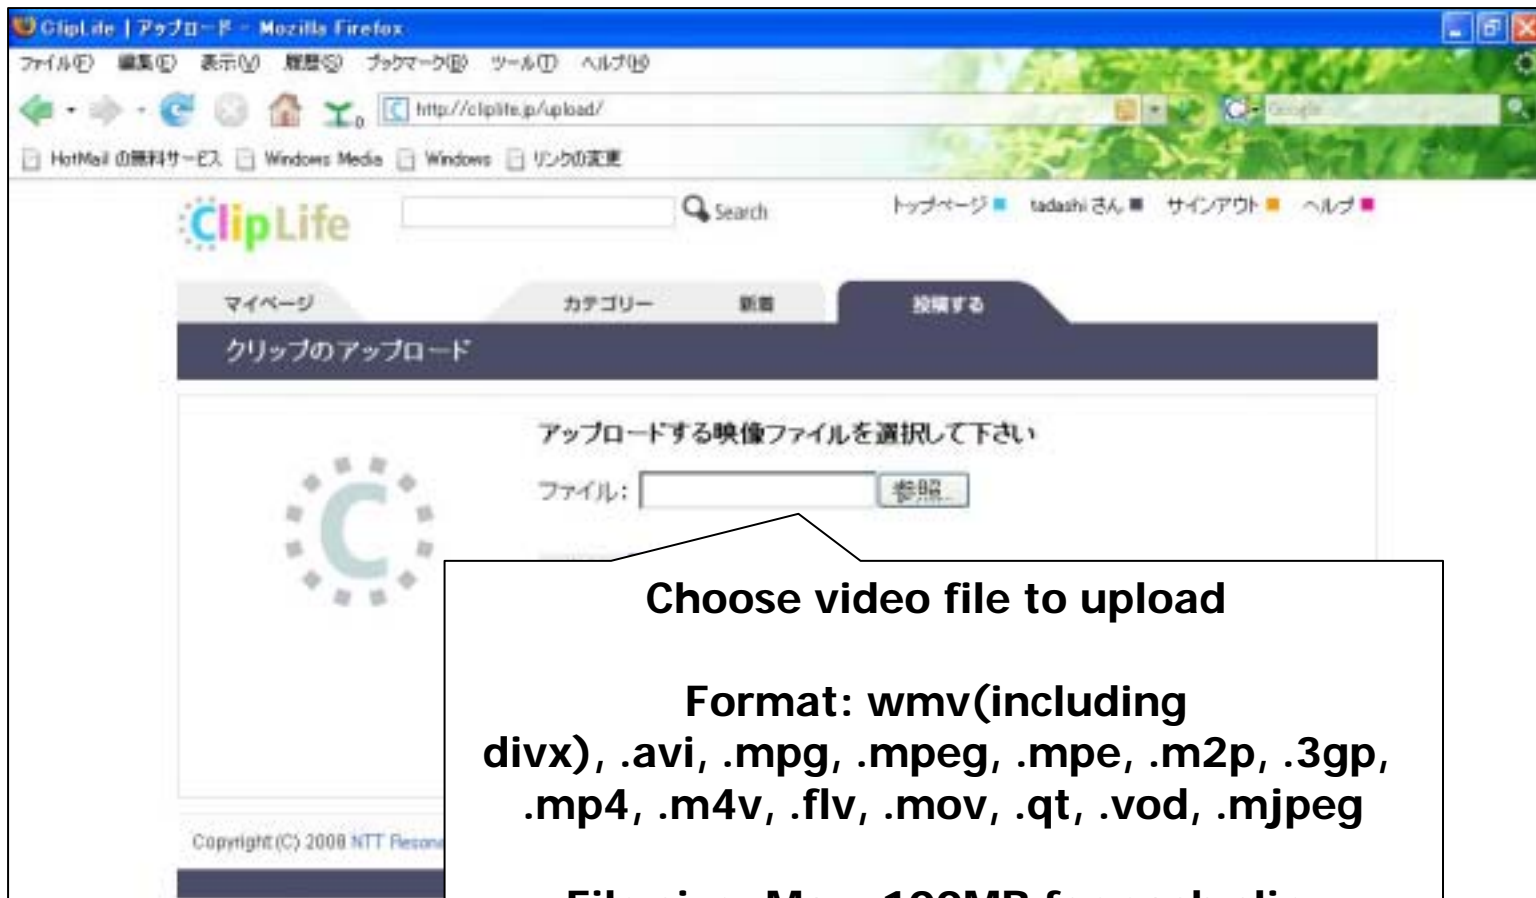 ClipLife | アップロード - Mozilla Firefox
ファイル(F) 編集(E) 表示(V) 履歴(S) ブックマーク(B) ツール(T) ヘルプ(H)
http://cliplife.jp/upload/
Google
HotMail の無料サービス Windows Media Windows リンクの変更
ClipLife
Search
トップページ tadashi さん サインアウト ヘルプ
マイページ カテゴリー 新着 投稿する
クリップのアップロード
アップロードする映像ファイルを選択して下さい
ファイル: 参照...
C
Choose video file to upload
Format: wmv(including
divx), .avi, .mpg, .mpeg, .mpe, .m2p, .3gp,
.mp4, .m4v, .flv, .mov, .qt, .vod, .mjpeg
Copyright (C) 2008 NTT Resona